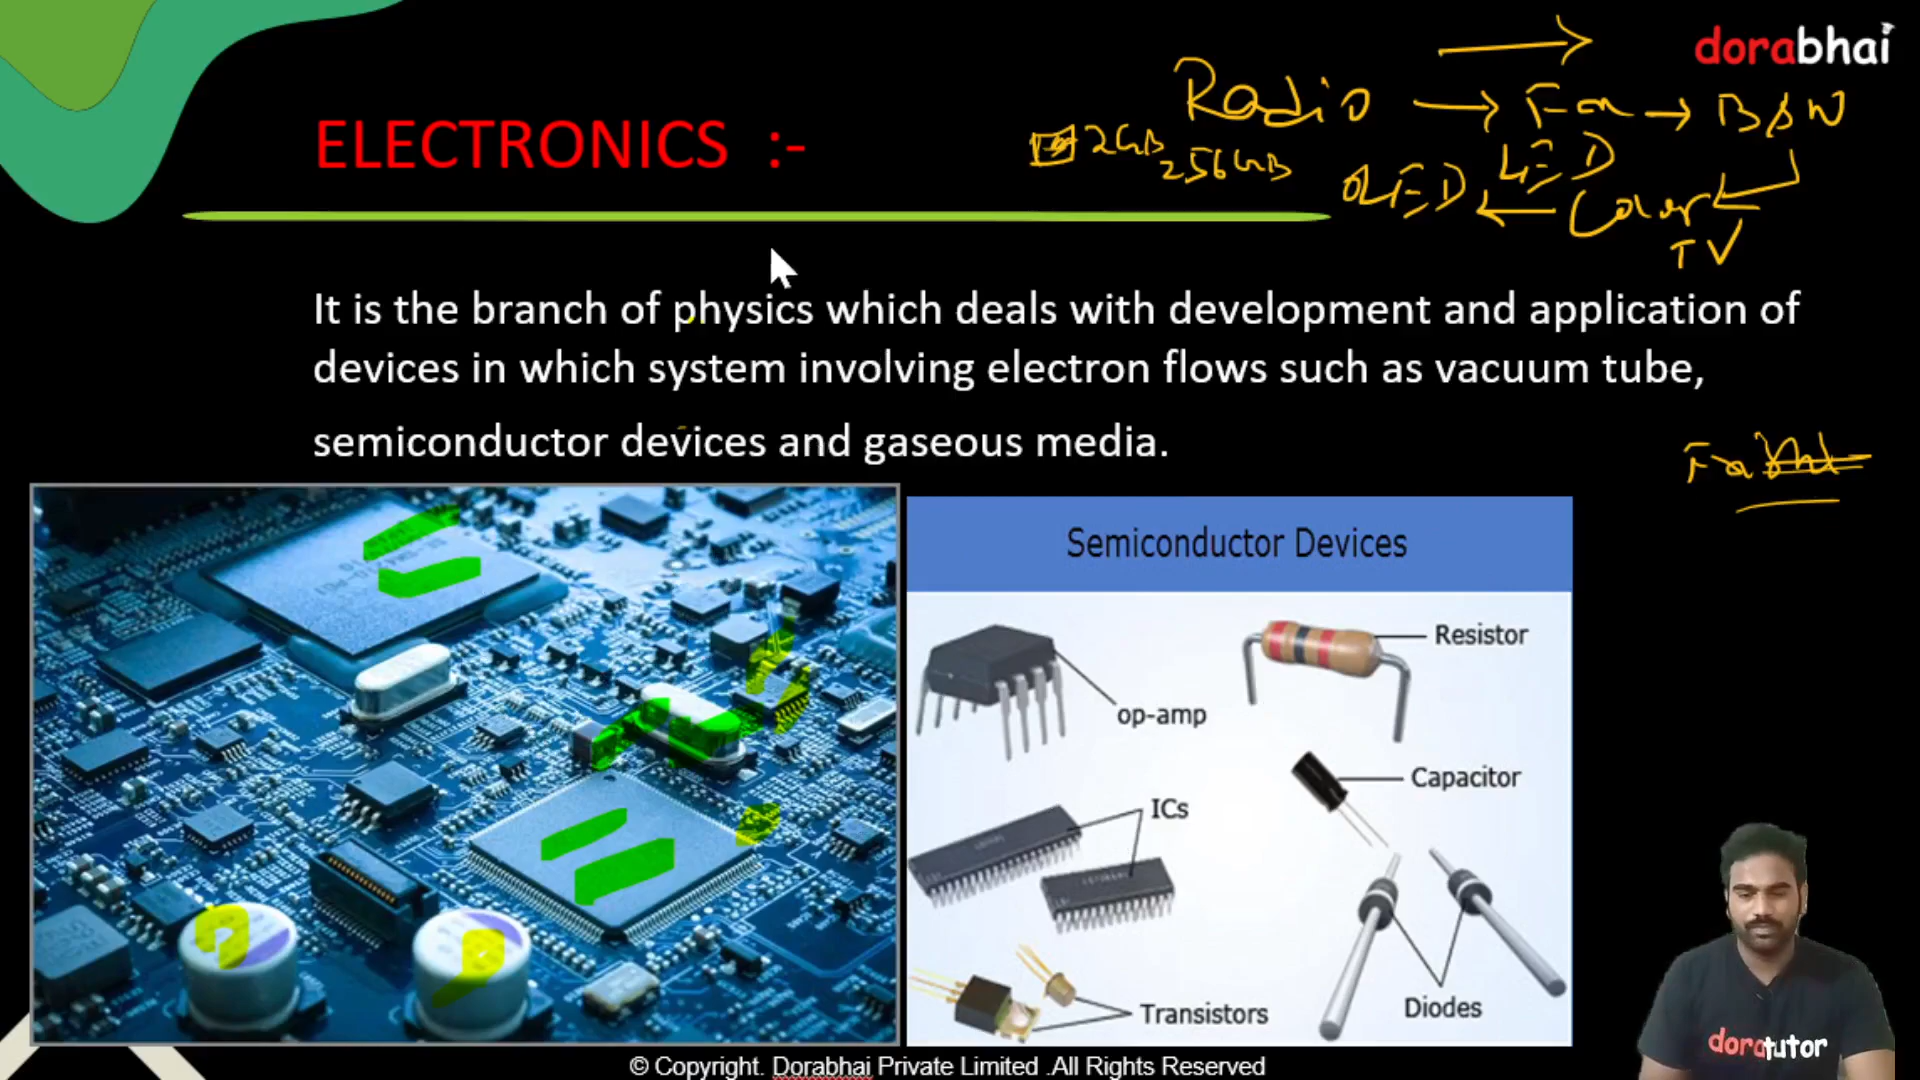 dorabhai
Radio → Fan → B&W
ELECTRONICS :-
2GB
256GB
OLED
LED
Color
TV
It is the branch of physics which deals with development and application of
devices in which system involving electron flows such as vacuum tube,
semiconductor devices and gaseous media.
Semiconductor Devices
Resistor
op-amp
Capacitor
ICs
Diodes
Transistors
doratutor
© Copyright. Dorabhai Private Limited .All Rights Reserved